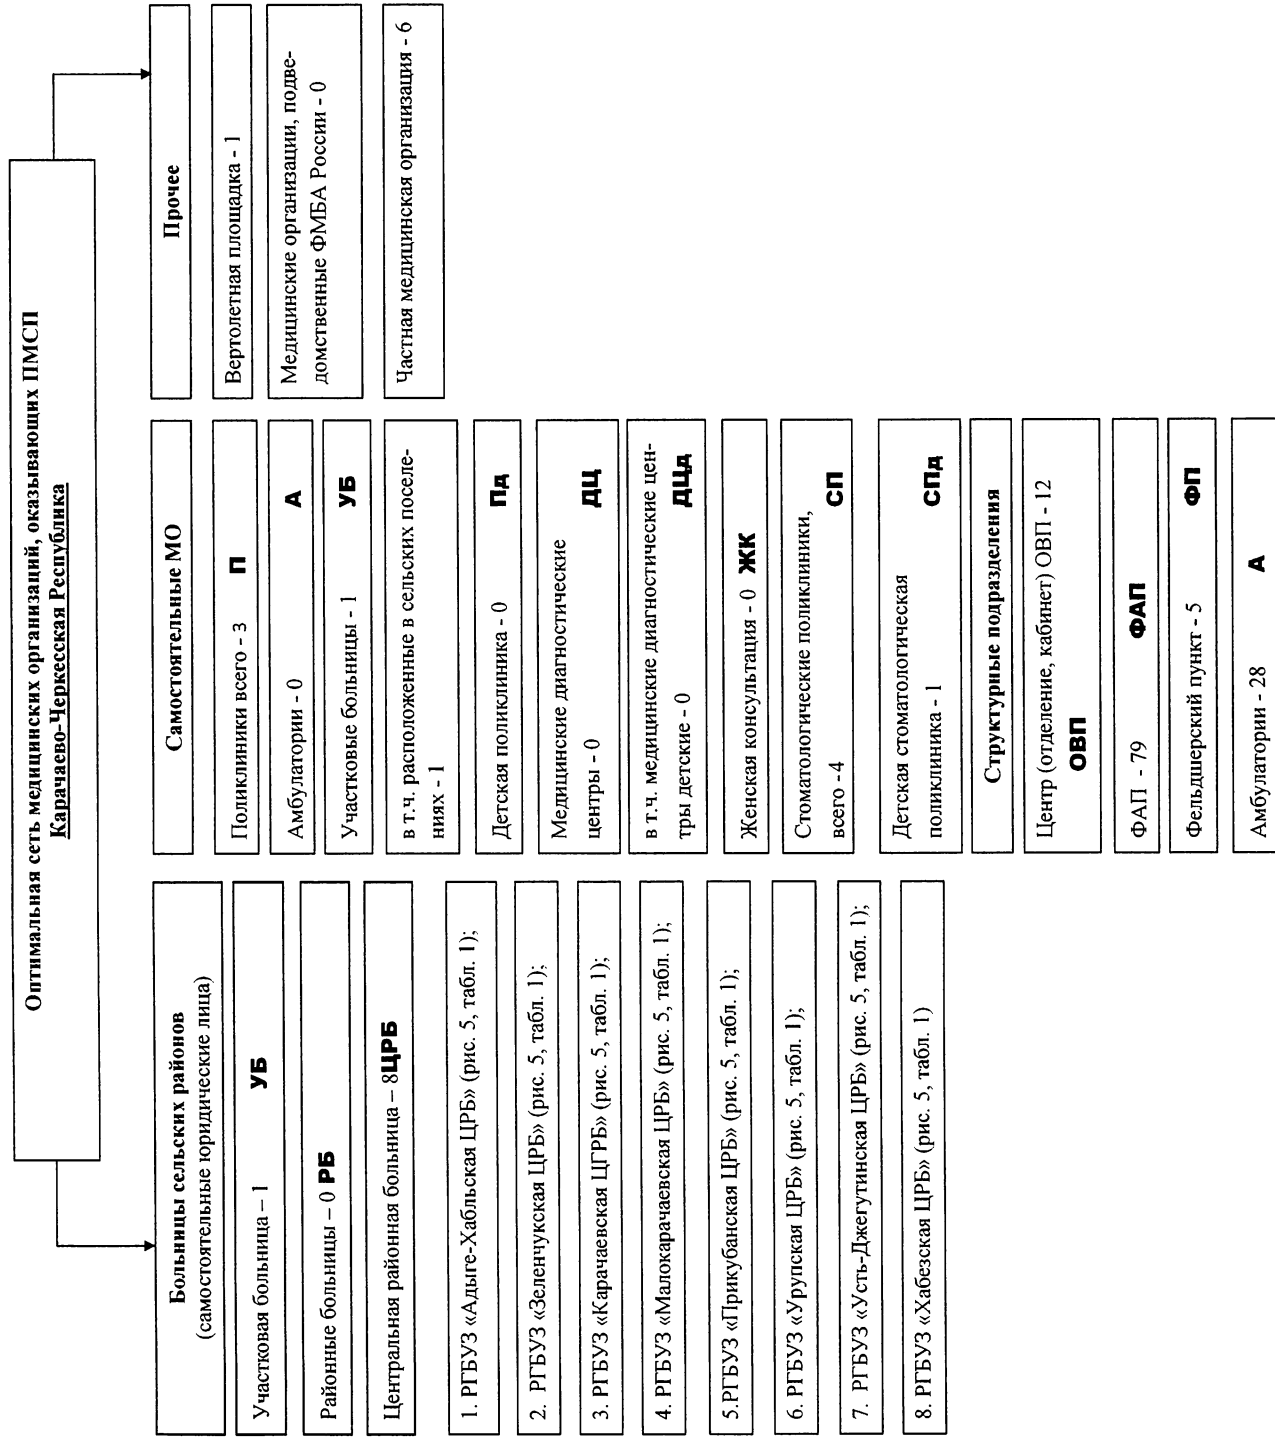 Оптимальная сеть медицинских организаций, оказывающих ПМСП
Карачаево-Черкесская Республика
Больницы сельских районов
(самостоятельные юридические лица)
Участковая больница – 1 УБ
Районные больницы – 0 РБ
Центральная районная больница – 8ЦРБ
1. РГБУЗ «Адыге-Хабльская ЦРБ» (рис. 5, табл. 1);
2. РГБУЗ «Зеленчукская ЦРБ» (рис. 5, табл. 1);
3. РГБУЗ «Карачаевская ЦГРБ» (рис. 5, табл. 1);
4. РГБУЗ «Малокарачаевская ЦРБ» (рис. 5, табл. 1);
5.РГБУЗ «Прикубанская ЦРБ» (рис. 5, табл. 1);
6. РГБУЗ «Урупская ЦРБ» (рис. 5, табл. 1);
7. РГБУЗ «Усть-Джегутинская ЦРБ» (рис. 5, табл. 1);
8. РГБУЗ «Хабезская ЦРБ» (рис. 5, табл. 1)
Самостоятельные МО
Поликлиники всего - 3 П
Амбулатории - 0 А
Участковые больницы - 1 УБ
в т.ч. расположенные в сельских поселе-
ниях - 1
Детская поликлиника - 0 Пд
Медицинские диагностические
центры - 0 ДЦ
в т.ч. медицинские диагностические цен-
тры детские - 0 ДЦд
Женская консультация - 0 ЖК
Стоматологические поликлиники,
всего -4 СП
Детская стоматологическая
поликлиника - 1 СПд
Структурные подразделения
Центр (отделение, кабинет) ОВП - 12
ОВП
ФАП - 79 ФАП
Фельдшерский пункт - 5 ФП
Амбулатории - 28 А
Прочее
Вертолетная площадка - 1
Медицинские организации, подве-
домственные ФМБА России - 0
Частная медицинская организация - 6